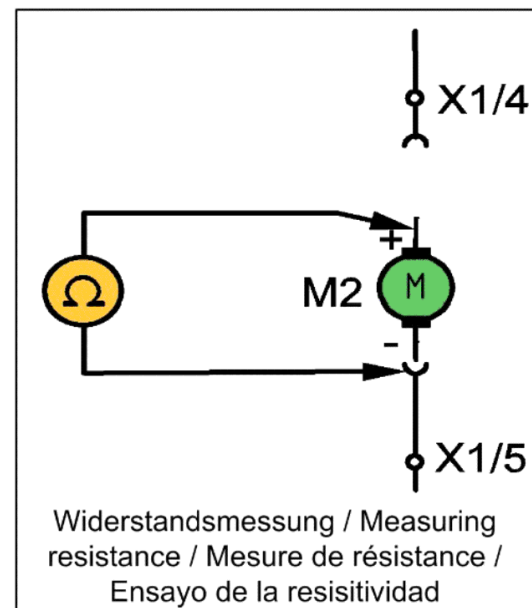 X1/4
+
Ω
M2
M
-
X1/5
Widerstandsmessung / Measuring
resistance / Mesure de résistance /
Ensayo de la resisitividad